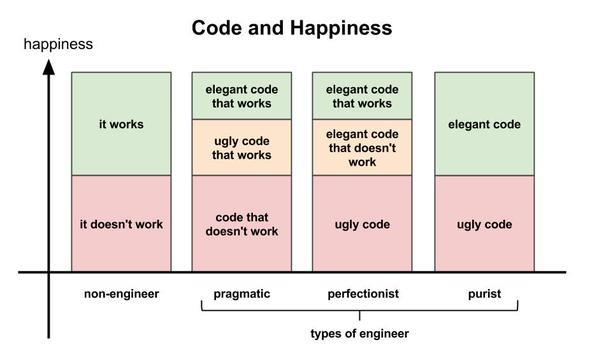 Code and Happiness
happiness
it works
it doesn't work
elegant code
that works
ugly code
that works
code that
doesn't work
elegant code
that works
elegant code
that doesn't
work
ugly code
elegant code
ugly code
non-engineer
pragmatic
perfectionist
purist
types of engineer